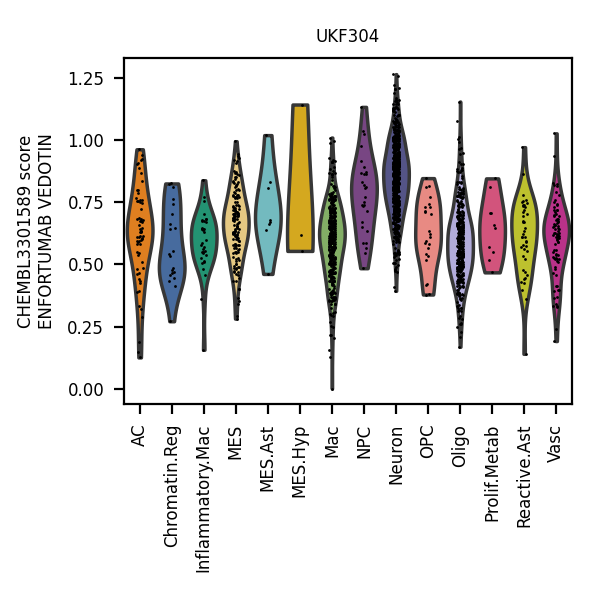 UKF304
CHEMBL3301589 score
ENFORTUMAB VEDOTIN
1.25
1.00
0.75
0.50
0.25
0.00
AC
Chromatin.Reg
Inflammatory.Mac
MES
MES.Ast
MES.Hyp
Mac
NPC
Neuron
OPC
Oligo
Prolif.Metab
Reactive.Ast
Vasc